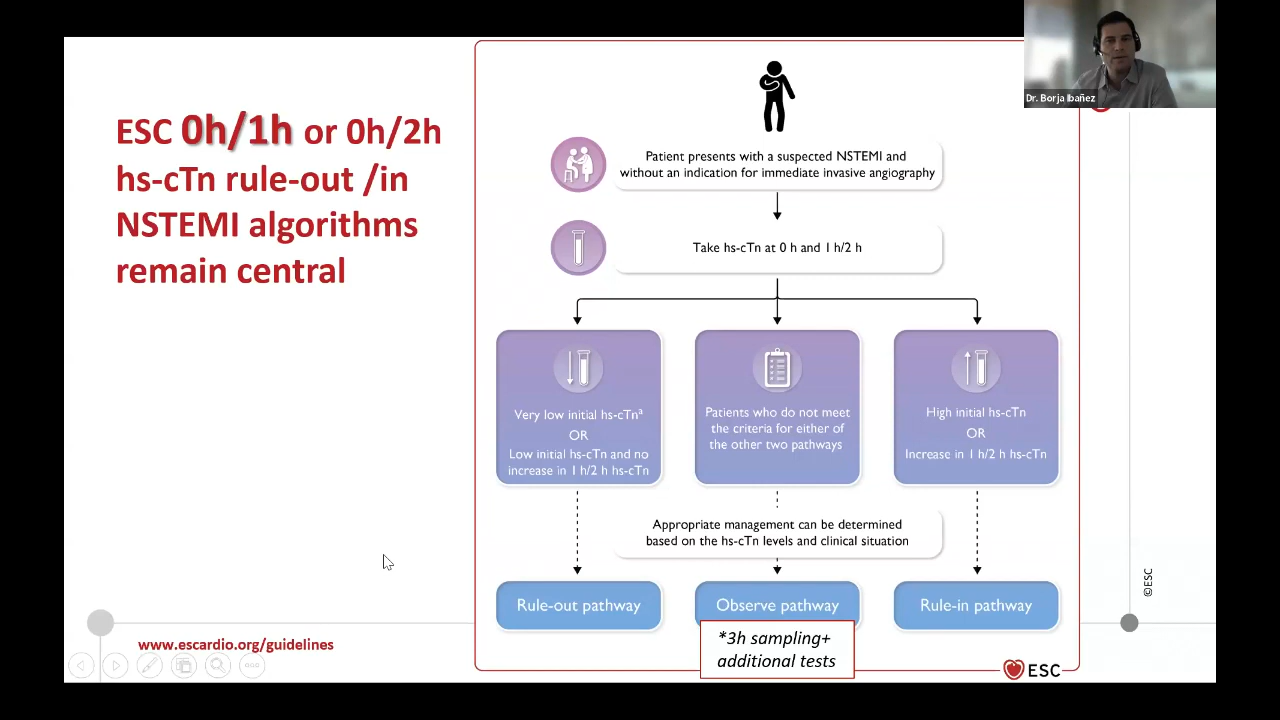 Dr. Borja Ibañez
ESC 0h/1h or 0h/2h
hs-cTn rule-out /in
NSTEMI algorithms
remain central
Patient presents with a suspected NSTEMI and
without an indication for immediate invasive angiography
Take hs-cTn at 0 h and 1 h/2 h
Very low initial hs-cTnᵃ
OR
Low initial hs-cTn and no
increase in 1 h/2 h hs-cTn
Patients who do not meet
the criteria for either of
the other two pathways
High initial hs-cTn
OR
Increase in 1 h/2 h hs-cTn
Appropriate management can be determined
based on the hs-cTn levels and clinical situation
Rule-out pathway
Observe pathway
Rule-in pathway
*3h sampling+
additional tests
©ESC
www.escardio.org/guidelines
ESC